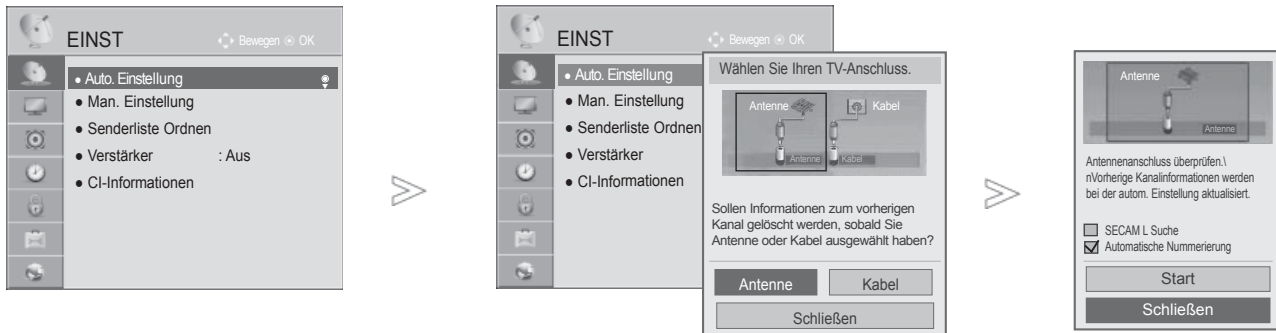 EINST
Bewegen OK
● Auto. Einstellung
● Man. Einstellung
● Senderliste Ordnen
● Verstärker : Aus
● CI-Informationen
>>
EINST
Bewegen OK
● Auto. Einstellung
● Man. Einstellung
● Senderliste Ordnen
● Verstärker
● CI-Informationen
Wählen Sie Ihren TV-Anschluss.
Antenne Kabel
Antenne Kabel
Sollen Informationen zum vorherigen
Kanal gelöscht werden, sobald Sie
Antenne oder Kabel ausgewählt haben?
Antenne Kabel
Schließen
>>
Antenne
Antenne
Antennenanschluss überprüfen.\
nVorherige Kanalinformationen werden
bei der autom. Einstellung aktualisiert.
SECAM L Suche
Automatische Nummerierung
Start
Schließen